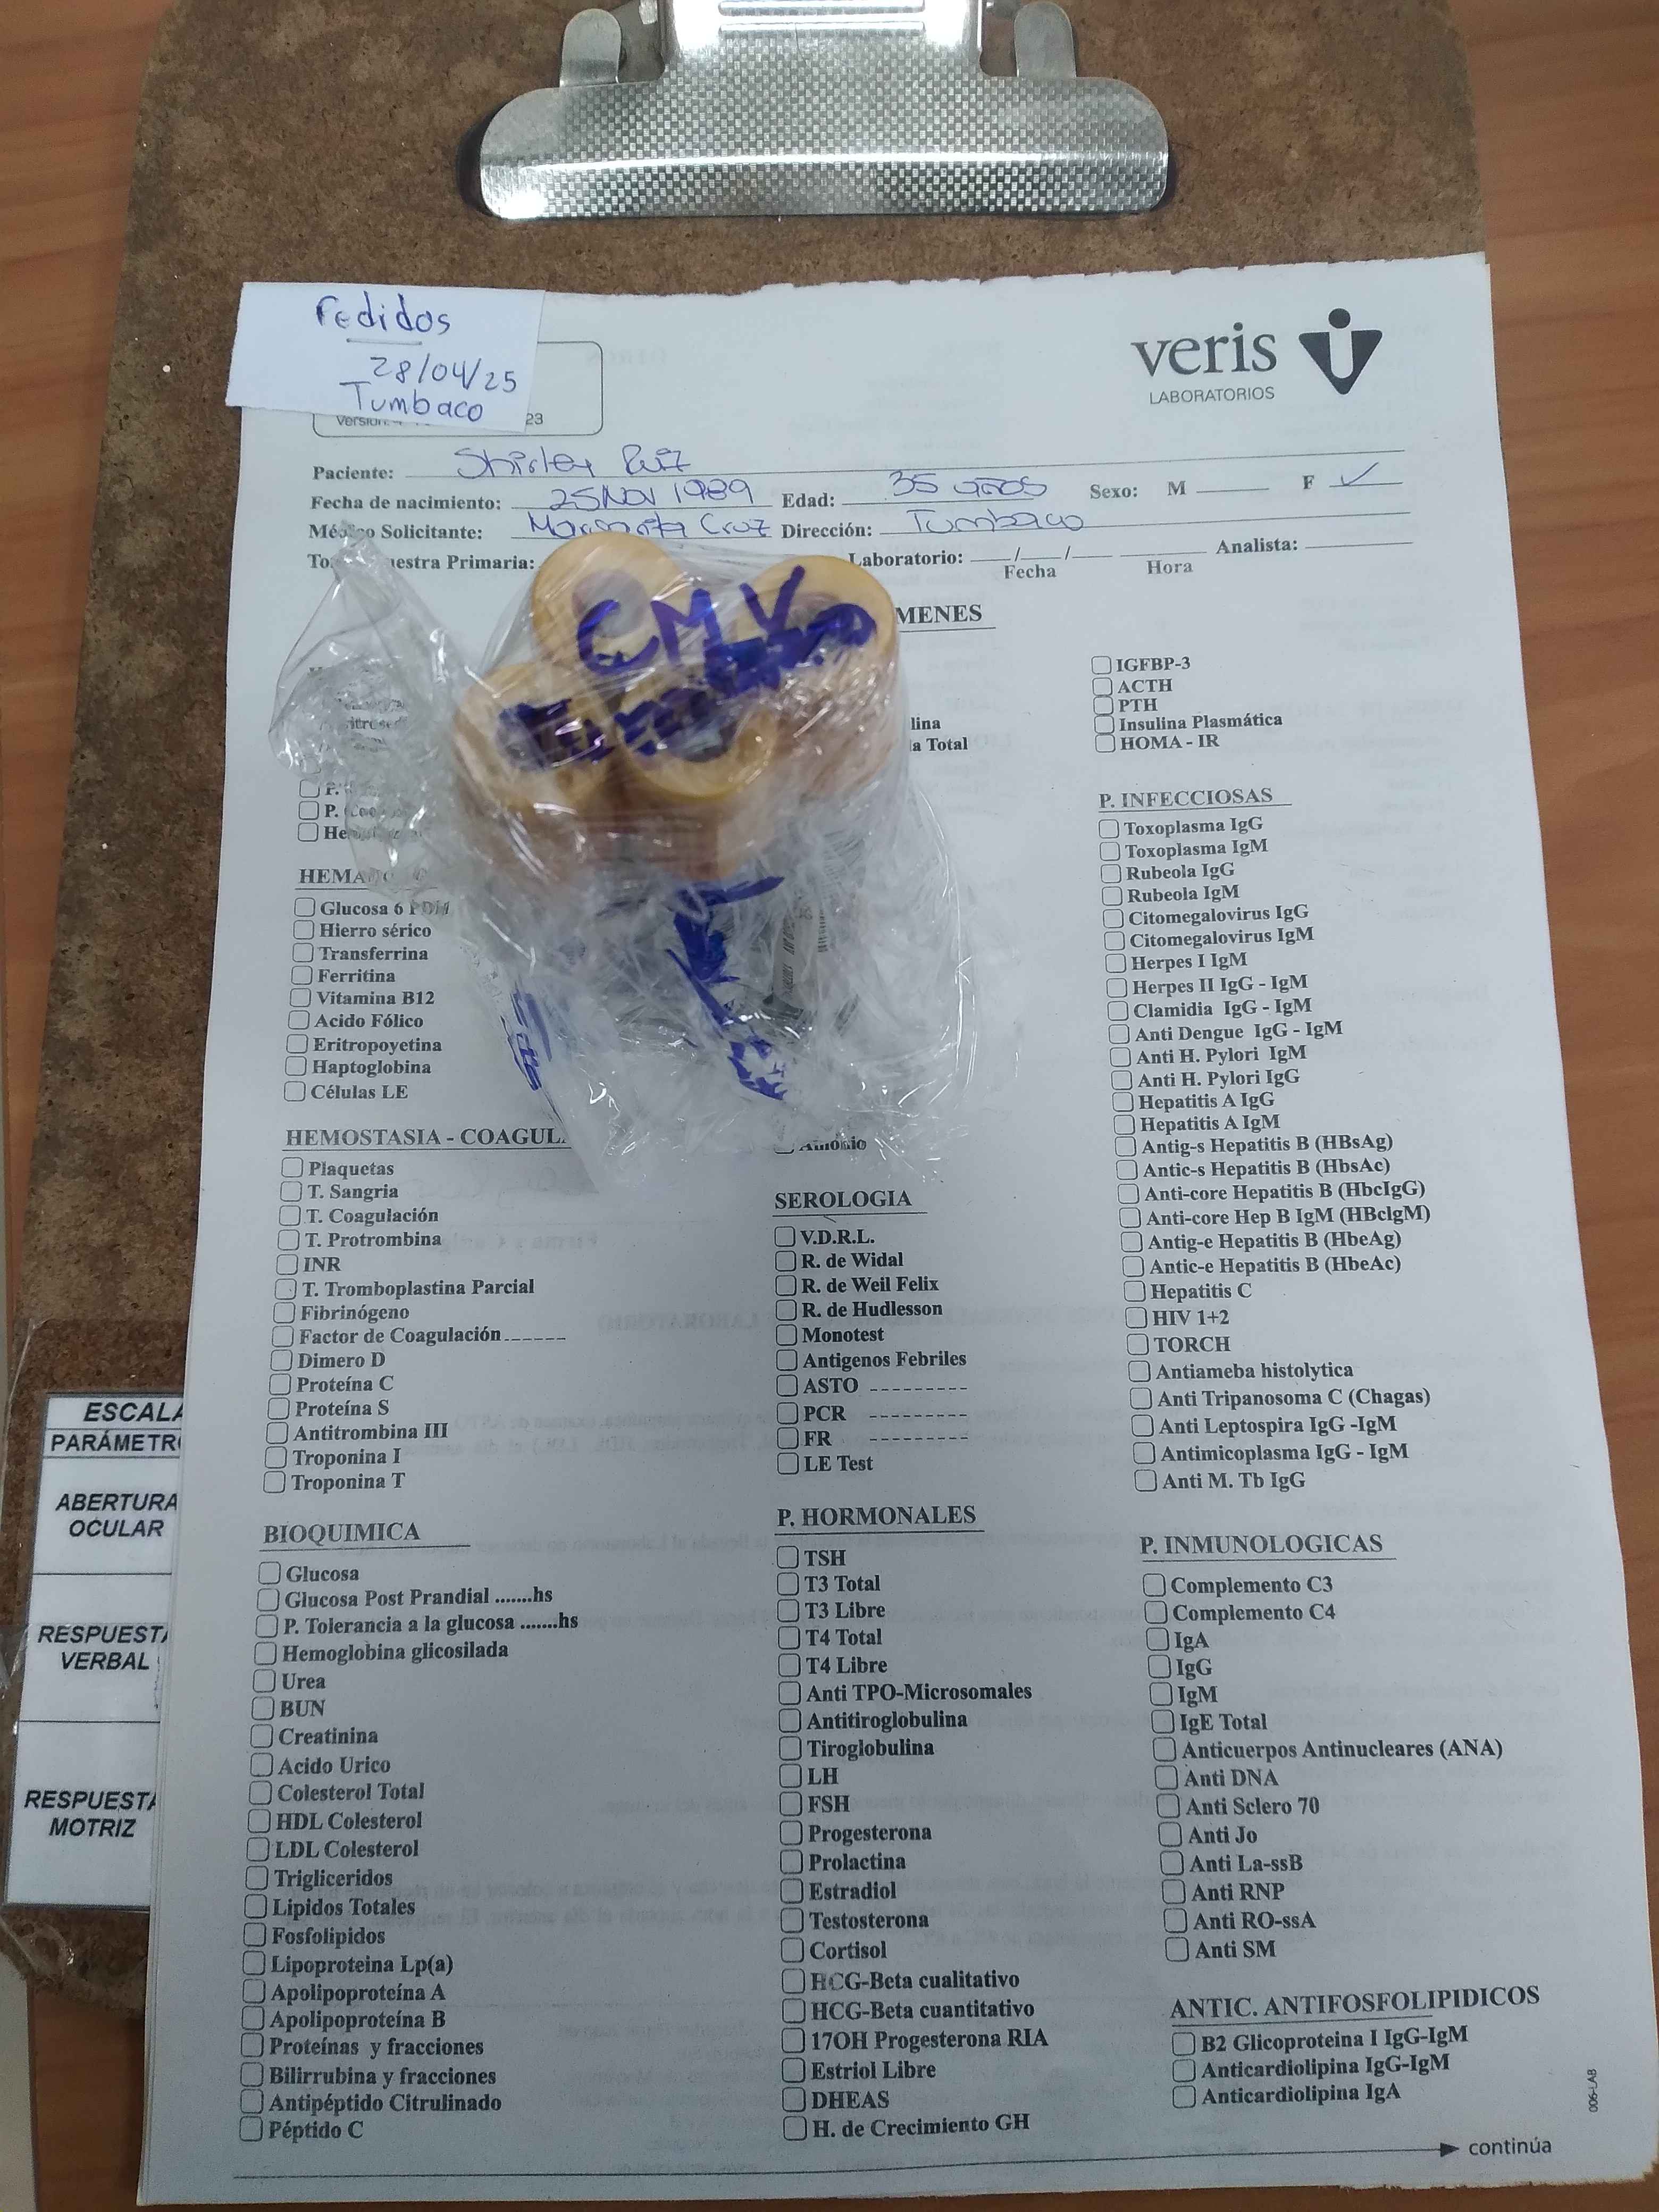 Pedidos
28/04/25
Tumbaco
23
veris
LABORATORIOS
Paciente: Shirley Ruiz
Fecha de nacimiento: 25 Nov 1989 Edad: 35 años Sexo: M F ✓
Médico Solicitante: Margarita Cruz Dirección: Tumbaco
Primaria: Laboratorio: / / Analista:
Fecha Hora
CMV
IGFBP-3
ACTH
PTH
Insulina Plasmática
HOMA - IR
Total
Glucosa 6
Hierro sérico
Transferrina
Ferritina
Vitamina B12
Acido Fólico
Eritropoyetina
Haptoglobina
Células LE
HEMOSTASIA - COAGUL
Plaquetas
T. Sangria
T. Coagulación
T. Protrombina
INR
T. Tromboplastina Parcial
Fibrinógeno
Factor de Coagulación______
Dimero D
Proteína C
Proteína S
Antitrombina III
Troponina I
Troponina T
BIOQUIMICA
Glucosa
Glucosa Post Prandial .......hs
P. Tolerancia a la glucosa .......hs
Hemoglobina glicosilada
Urea
BUN
Creatinina
Acido Urico
Colesterol Total
HDL Colesterol
LDL Colesterol
Trigliceridos
Lipidos Totales
Fosfolipidos
Lipoproteina Lp(a)
Apolipoproteína A
Apolipoproteína B
Proteínas y fracciones
Bilirrubina y fracciones
Antipéptido Citrulinado
Péptido C
SEROLOGIA
V.D.R.L.
R. de Widal
R. de Weil Felix
R. de Hudlesson
Monotest
Antigenos Febriles
ASTO ---------
PCR ---------
FR ---------
LE Test
P. HORMONALES
TSH
T3 Total
T3 Libre
T4 Total
T4 Libre
Anti TPO-Microsomales
Antitiroglobulina
Tiroglobulina
LH
FSH
Progesterona
Prolactina
Estradiol
Testosterona
Cortisol
HCG-Beta cualitativo
HCG-Beta cuantitativo
17OH Progesterona RIA
Estriol Libre
DHEAS
H. de Crecimiento GH
P. INFECCIOSAS
Toxoplasma IgG
Toxoplasma IgM
Rubeola IgG
Rubeola IgM
Citomegalovirus IgG
Citomegalovirus IgM
Herpes I IgM
Herpes II IgG - IgM
Clamidia IgG - IgM
Anti Dengue IgG - IgM
Anti H. Pylori IgM
Anti H. Pylori IgG
Hepatitis A IgG
Hepatitis A IgM
Antig-s Hepatitis B (HBsAg)
Antic-s Hepatitis B (HbsAc)
Anti-core Hepatitis B (HbcIgG)
Anti-core Hep B IgM (HBcIgM)
Antig-e Hepatitis B (HbeAg)
Antic-e Hepatitis B (HbeAc)
Hepatitis C
HIV 1+2
TORCH
Antiameba histolytica
Anti Tripanosoma C (Chagas)
Anti Leptospira IgG -IgM
Antimicoplasma IgG - IgM
Anti M. Tb IgG
P. INMUNOLOGICAS
Complemento C3
Complemento C4
IgA
IgG
IgM
IgE Total
Anticuerpos Antinucleares (ANA)
Anti DNA
Anti Sclero 70
Anti Jo
Anti La-ssB
Anti RNP
Anti RO-ssA
Anti SM
ANTIC. ANTIFOSFOLIPIDICOS
B2 Glicoproteina I IgG-IgM
Anticardiolipina IgG-IgM
Anticardiolipina IgA
006-LAB
continúa
ESCALA
PARÁMETR
ABERTURA
OCULAR
RESPUESTA
VERBAL
RESPUESTA
MOTRIZ